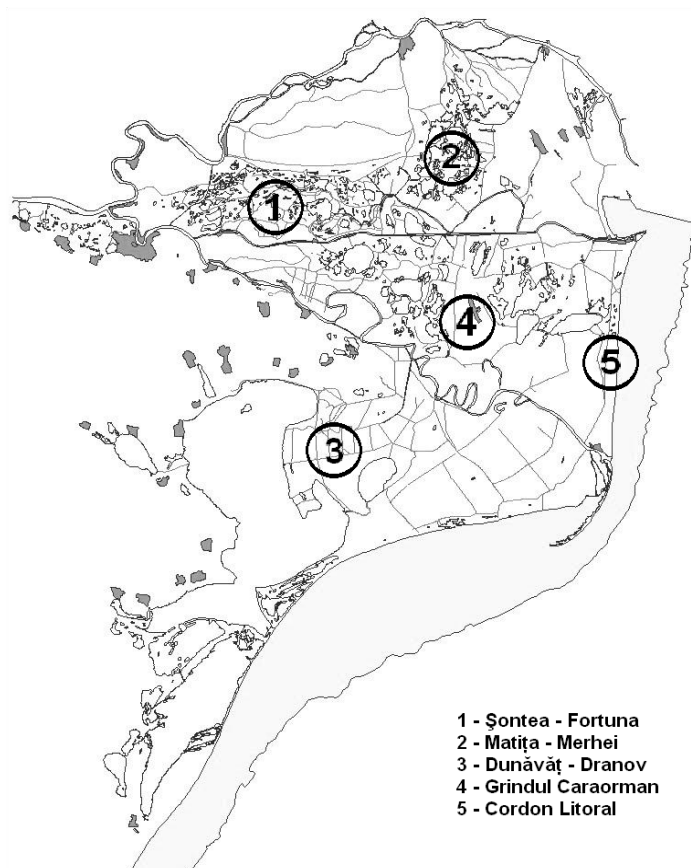 1
2
3
4
5
1 - Şontea - Fortuna
2 - Matița - Merhei
3 - Dunăvăț - Dranov
4 - Grindul Caraorman
5 - Cordon Litoral